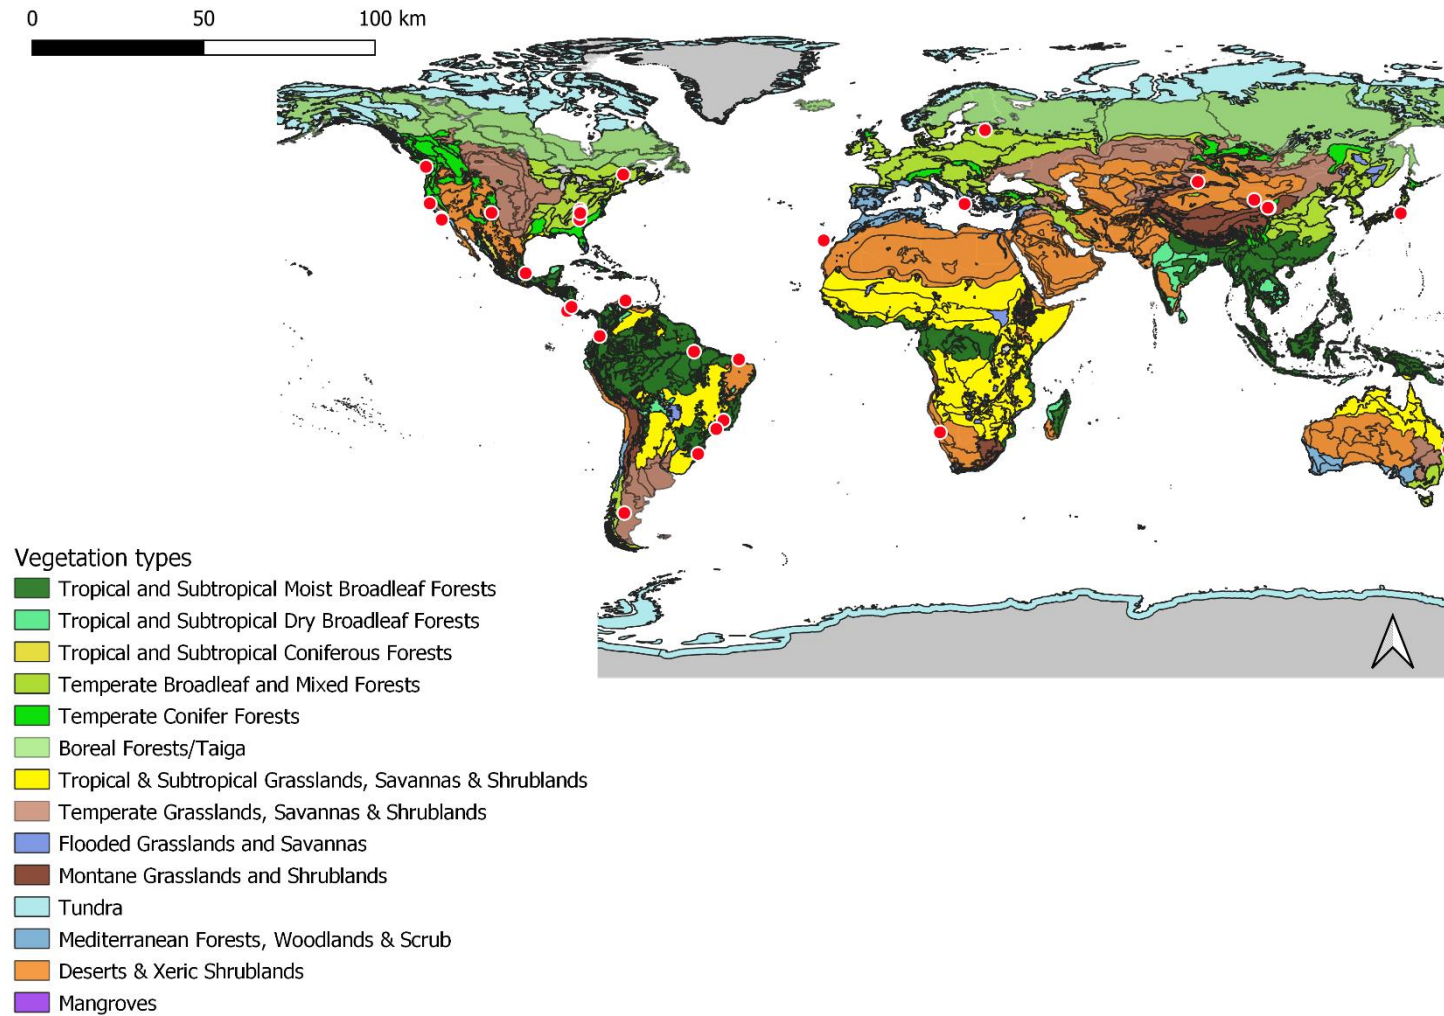 0 50 100 km
Vegetation types
Tropical and Subtropical Moist Broadleaf Forests
Tropical and Subtropical Dry Broadleaf Forests
Tropical and Subtropical Coniferous Forests
Temperate Broadleaf and Mixed Forests
Temperate Conifer Forests
Boreal Forests/Taiga
Tropical & Subtropical Grasslands, Savannas & Shrublands
Temperate Grasslands, Savannas & Shrublands
Flooded Grasslands and Savannas
Montane Grasslands and Shrublands
Tundra
Mediterranean Forests, Woodlands & Scrub
Deserts & Xeric Shrublands
Mangroves